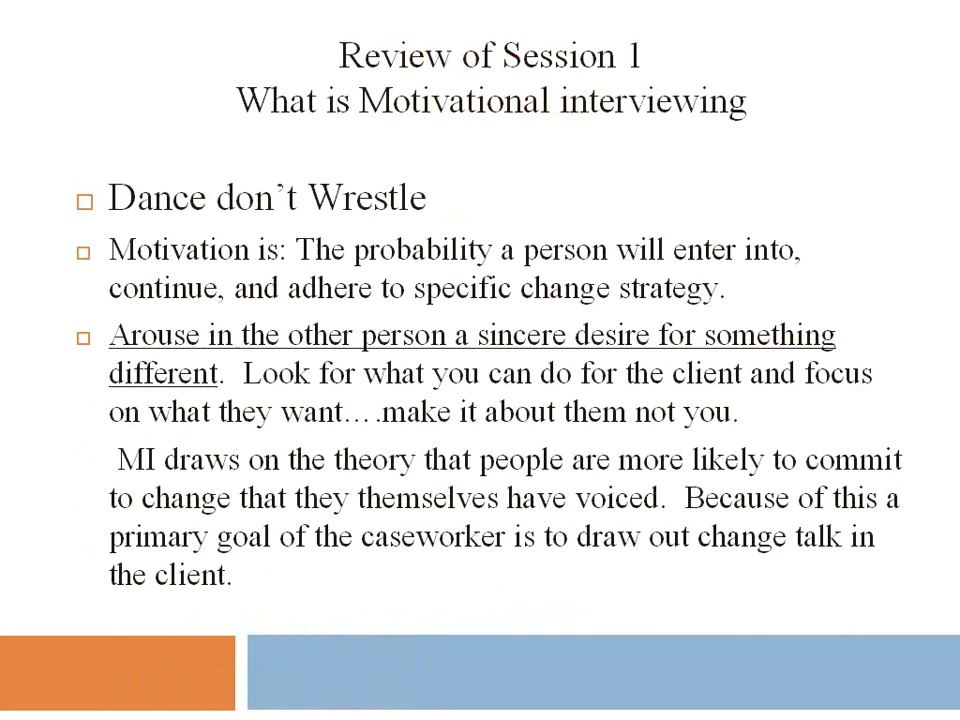 Review of Session 1
What is Motivational interviewing
Dance don't Wrestle
Motivation is: The probability a person will enter into,
continue, and adhere to specific change strategy.
Arouse in the other person a sincere desire for something
different. Look for what you can do for the client and focus
on what they want….make it about them not you.
MI draws on the theory that people are more likely to commit
to change that they themselves have voiced. Because of this a
primary goal of the caseworker is to draw out change talk in
the client.